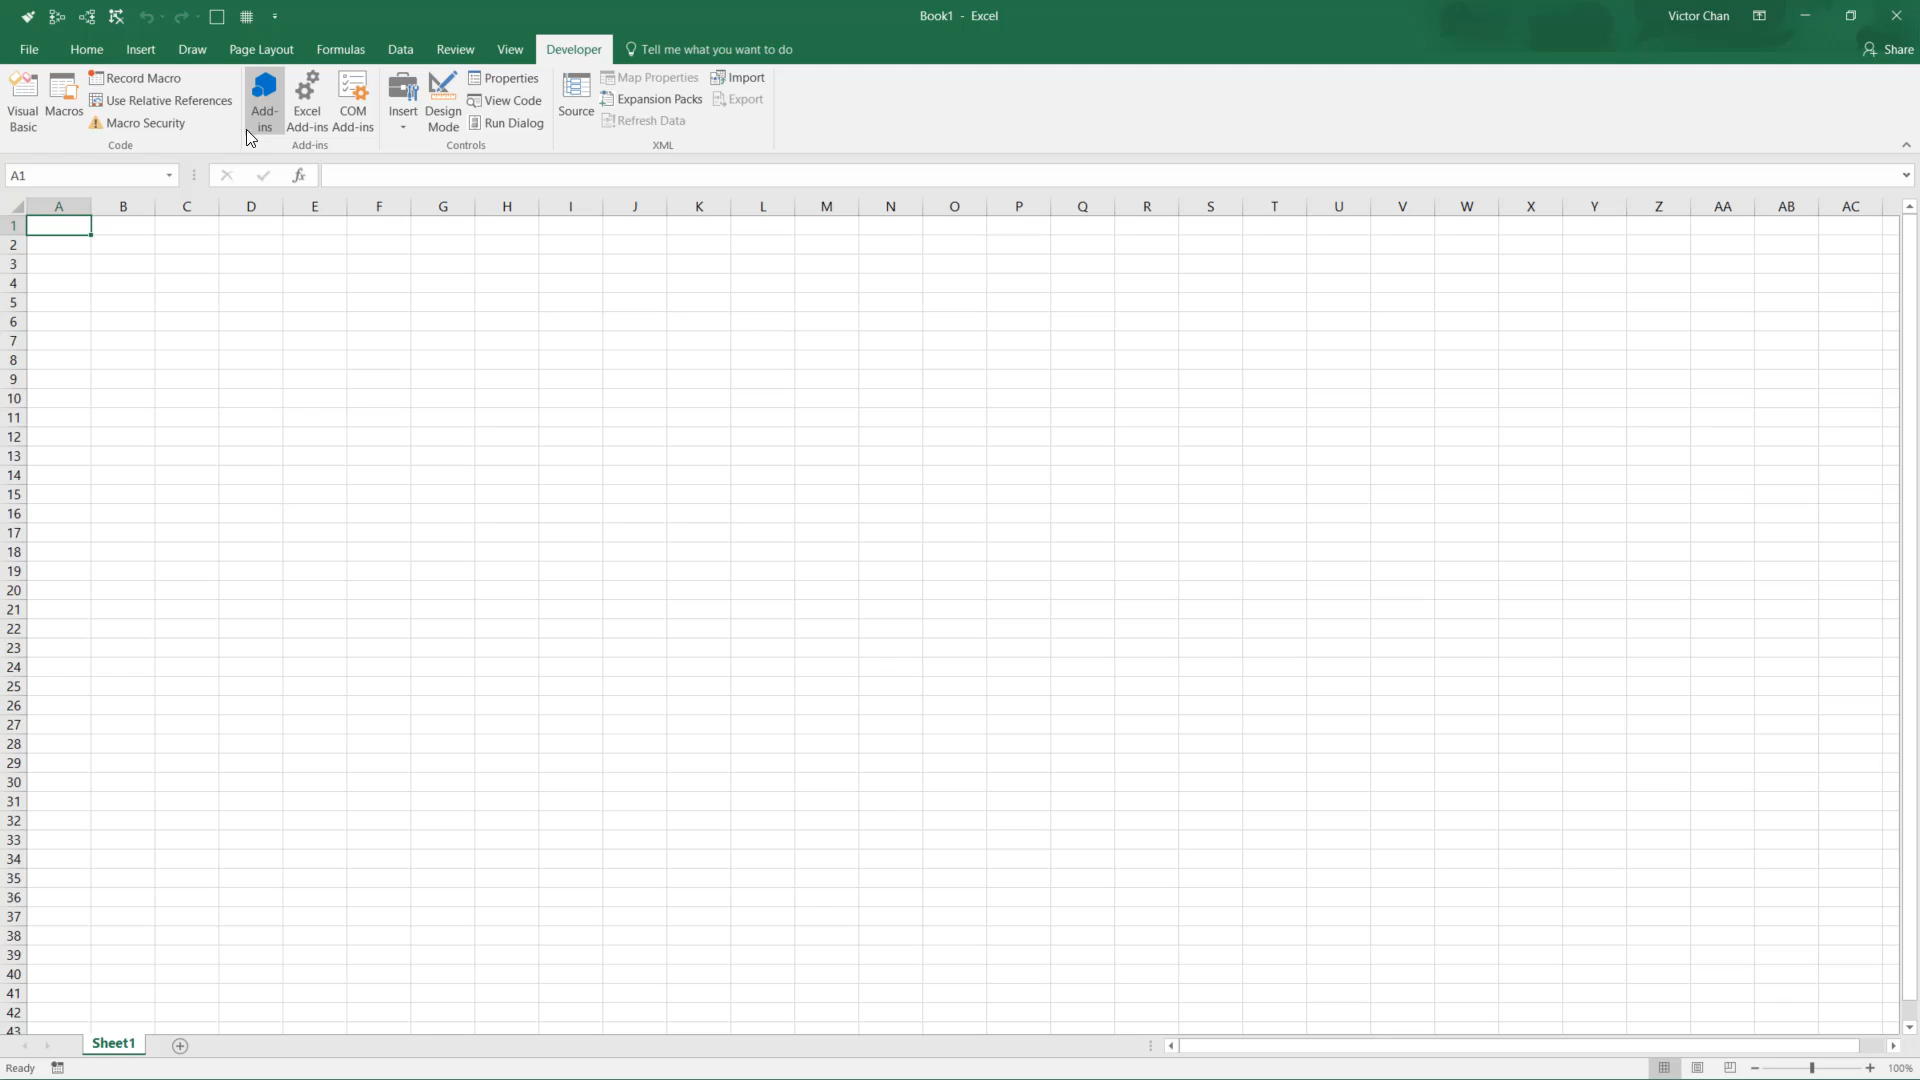 Book1 - Excel
Victor Chan
File Home Insert Draw Page Layout Formulas Data Review View Developer Tell me what you want to do Share
Visual Basic
Macros
Record Macro
Use Relative References
Macro Security
Code
Add-ins
Excel Add-ins
COM Add-ins
Add-ins
Insert
Design Mode
Properties
View Code
Run Dialog
Controls
Source
Map Properties
Expansion Packs
Refresh Data
Import
Export
XML
A1
fx
A B C D E F G H I J K L M N O P Q R S T U V W X Y Z AA AB AC
1
2
3
4
5
6
7
8
9
10
11
12
13
14
15
16
17
18
19
20
21
22
23
24
25
26
27
28
29
30
31
32
33
34
35
36
37
38
39
40
41
42
43
Sheet1
Ready
100%